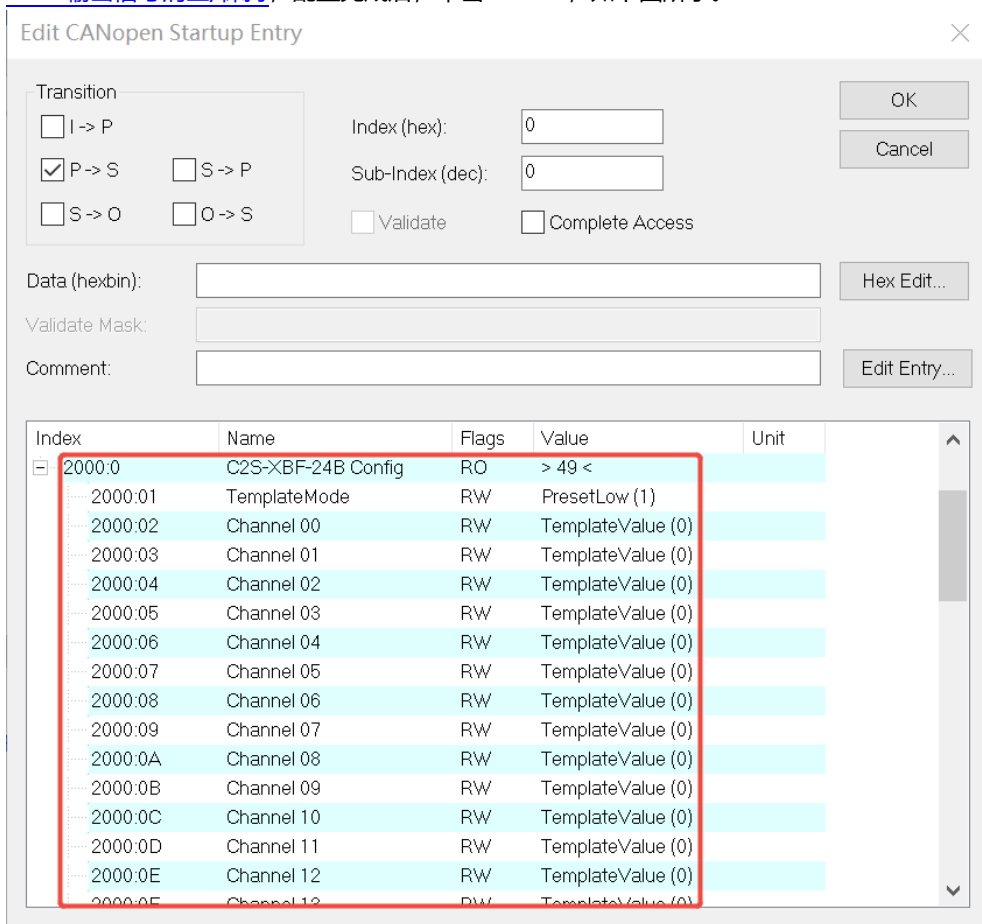 Edit CANopen Startup Entry
Transition
I -> P
P -> S
S -> P
S -> O
O -> S
Index (hex):
0
Sub-Index (dec):
0
Validate
Complete Access
OK
Cancel
Data (hexbin):
Hex Edit...
Validate Mask:
Comment:
Edit Entry...
Index Name Flags Value Unit
2000:0 C2S-XBF-24B Config RO > 49 <
2000:01 TemplateMode RW PresetLow (1)
2000:02 Channel 00 RW TemplateValue (0)
2000:03 Channel 01 RW TemplateValue (0)
2000:04 Channel 02 RW TemplateValue (0)
2000:05 Channel 03 RW TemplateValue (0)
2000:06 Channel 04 RW TemplateValue (0)
2000:07 Channel 05 RW TemplateValue (0)
2000:08 Channel 06 RW TemplateValue (0)
2000:09 Channel 07 RW TemplateValue (0)
2000:0A Channel 08 RW TemplateValue (0)
2000:0B Channel 09 RW TemplateValue (0)
2000:0C Channel 10 RW TemplateValue (0)
2000:0D Channel 11 RW TemplateValue (0)
2000:0E Channel 12 RW TemplateValue (0)
2000:0F Channel 13 RW TemplateValue (0)